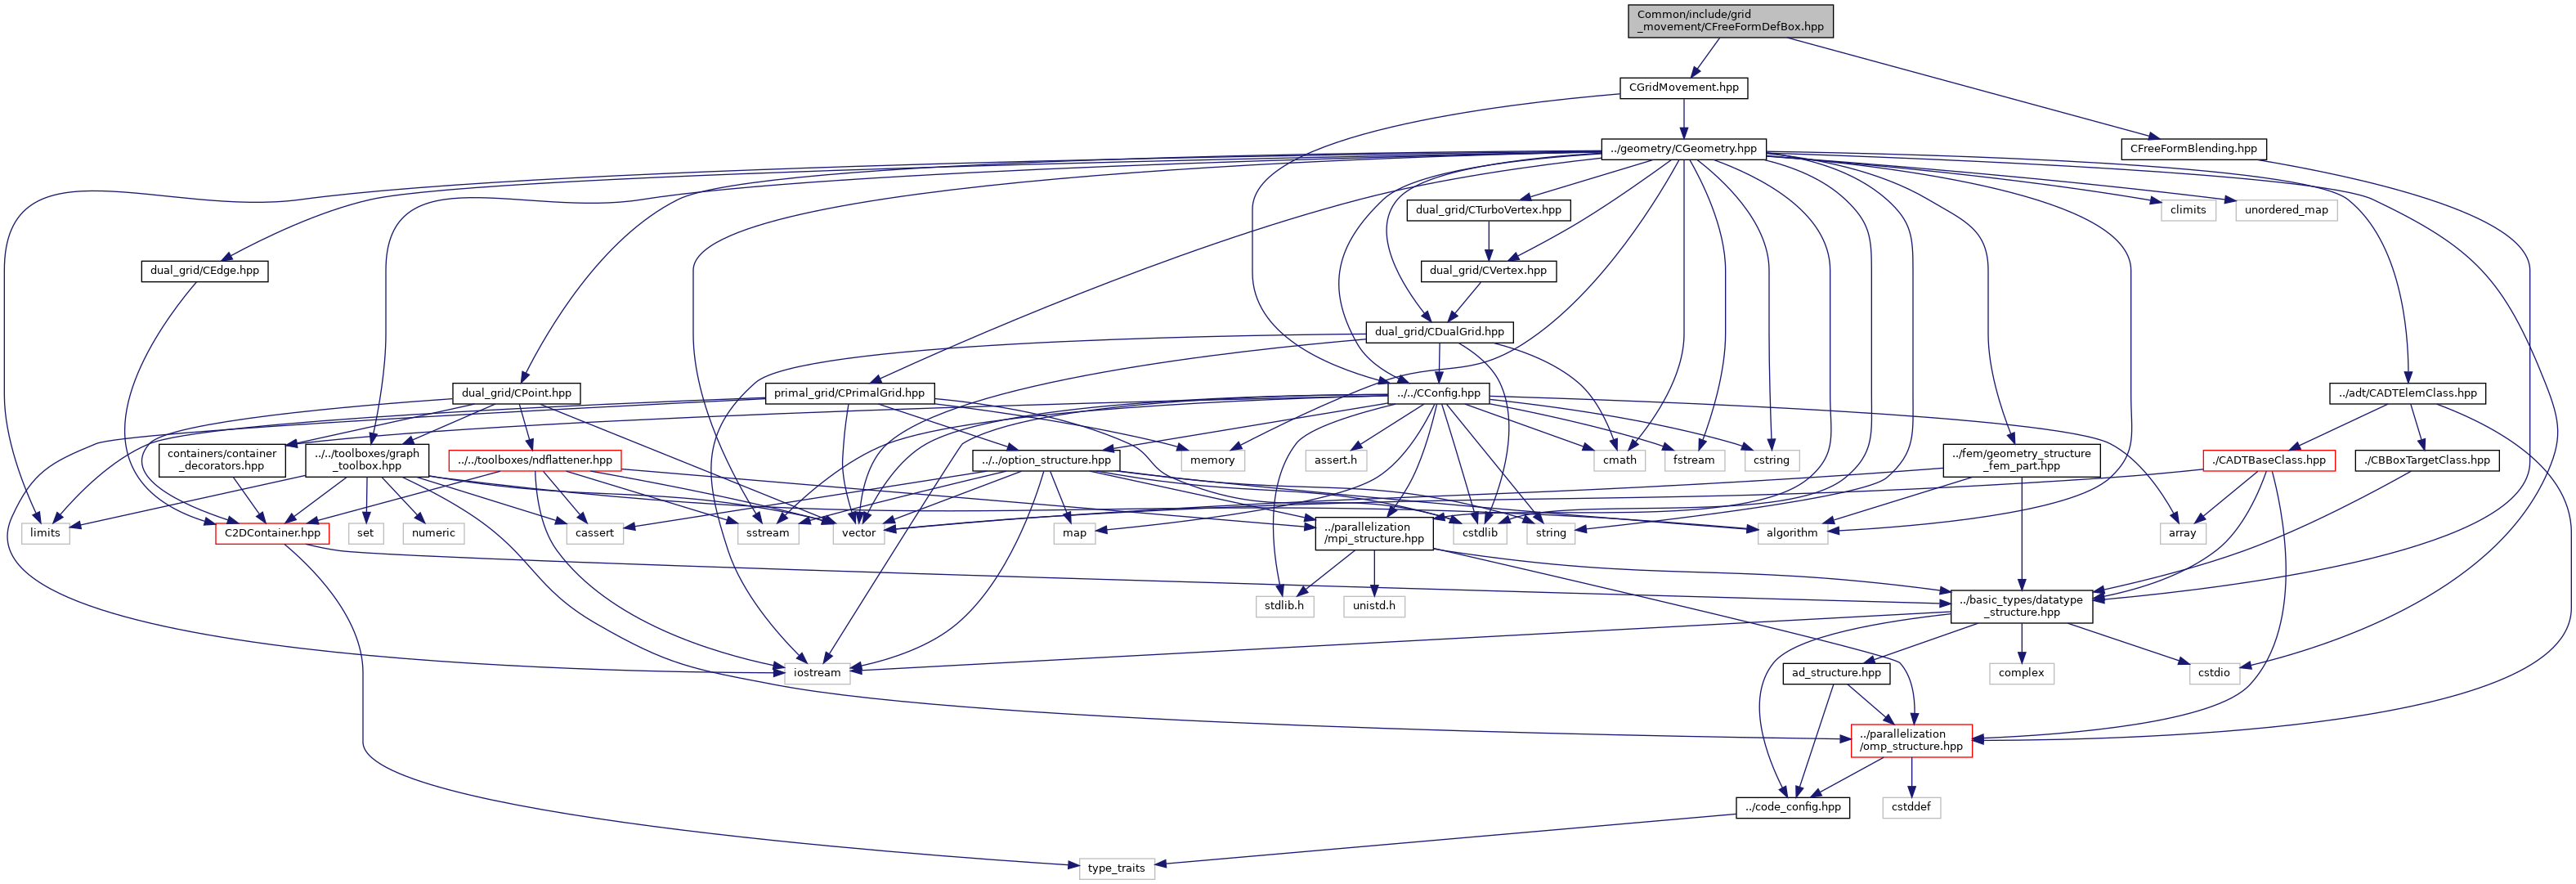 Common/include/grid
_movement/CFreeFormDefBox.hpp
CGridMovement.hpp
../geometry/CGeometry.hpp
CFreeFormBlending.hpp
dual_grid/CTurboVertex.hpp
climits
unordered_map
dual_grid/CEdge.hpp
dual_grid/CVertex.hpp
dual_grid/CDualGrid.hpp
dual_grid/CPoint.hpp
primal_grid/CPrimalGrid.hpp
../../CConfig.hpp
../adt/CADTElemClass.hpp
containers/container
_decorators.hpp
../../toolboxes/graph
_toolbox.hpp
../../toolboxes/ndflattener.hpp
../../option_structure.hpp
memory
assert.h
cmath
fstream
cstring
../fem/geometry_structure
_fem_part.hpp
./CADTBaseClass.hpp
./CBBoxTargetClass.hpp
limits
C2DContainer.hpp
set
numeric
cassert
sstream
vector
map
../parallelization
/mpi_structure.hpp
cstdlib
string
algorithm
array
stdlib.h
unistd.h
../basic_types/datatype
_structure.hpp
iostream
ad_structure.hpp
complex
cstdio
../parallelization
/omp_structure.hpp
../code_config.hpp
cstddef
type_traits